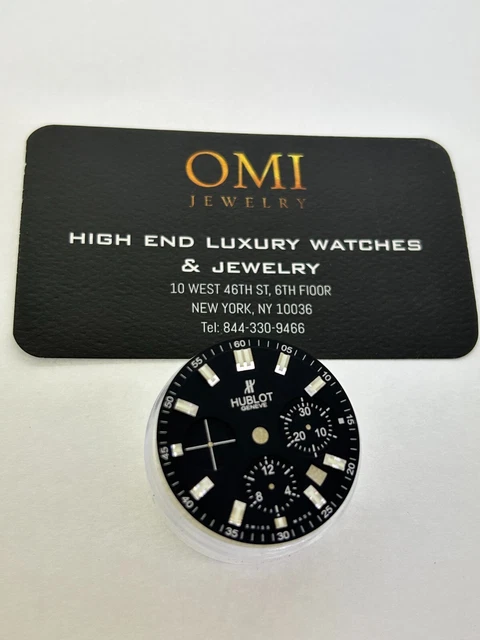 OMI
JEWELRY
HIGH END LUXURY WATCHES
& JEWELRY
10 WEST 46TH ST, 6TH FlOOR
NEW YORK, NY 10036
Tel: 844-330-9466
60
05
10
15
20
25
30
35
40
45
50
55
HUBLOT
GENEVE
30
20 10
12
8 4
SWISS MADE